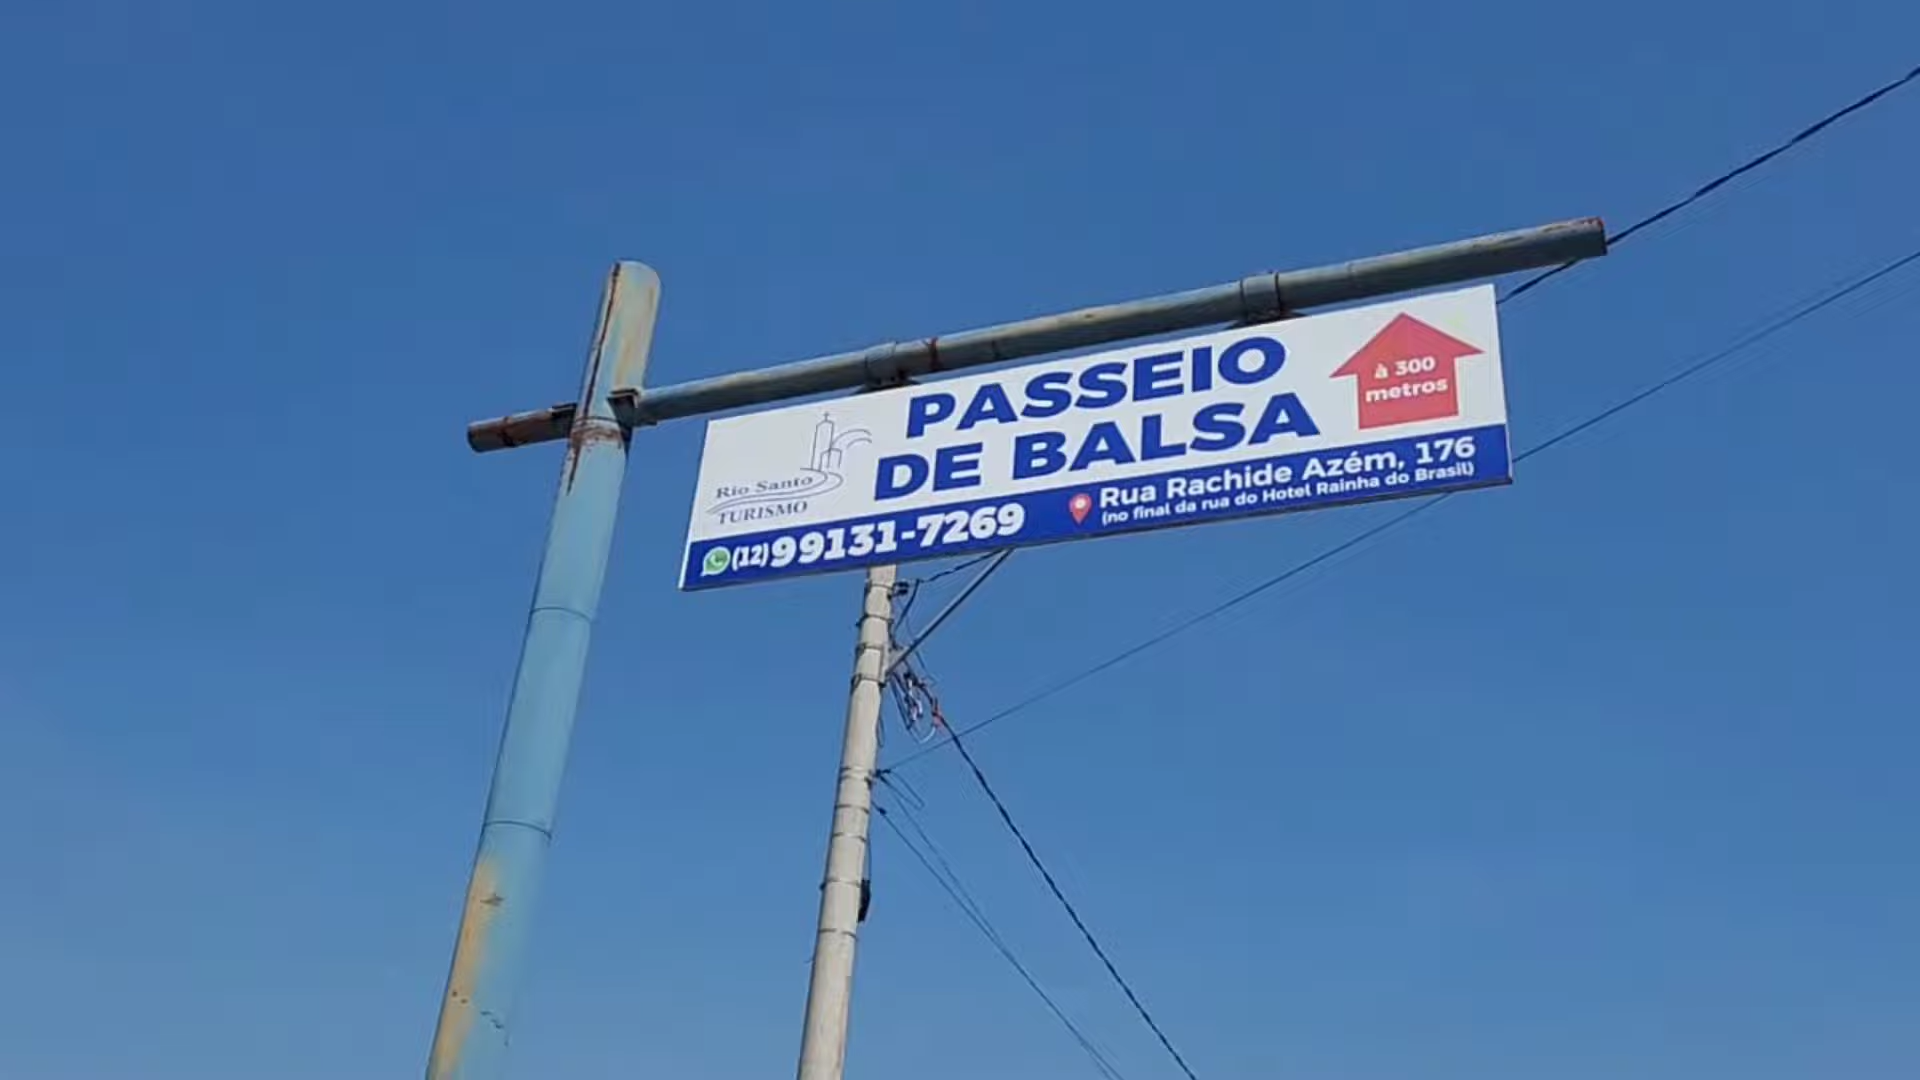 PASSEIO
DE BALSA
à 300
metros
Rio Santo
TURISMO
(12)99131-7269
Rua Rachide Azém, 176
(no final da rua do Hotel Rainha do Brasil)